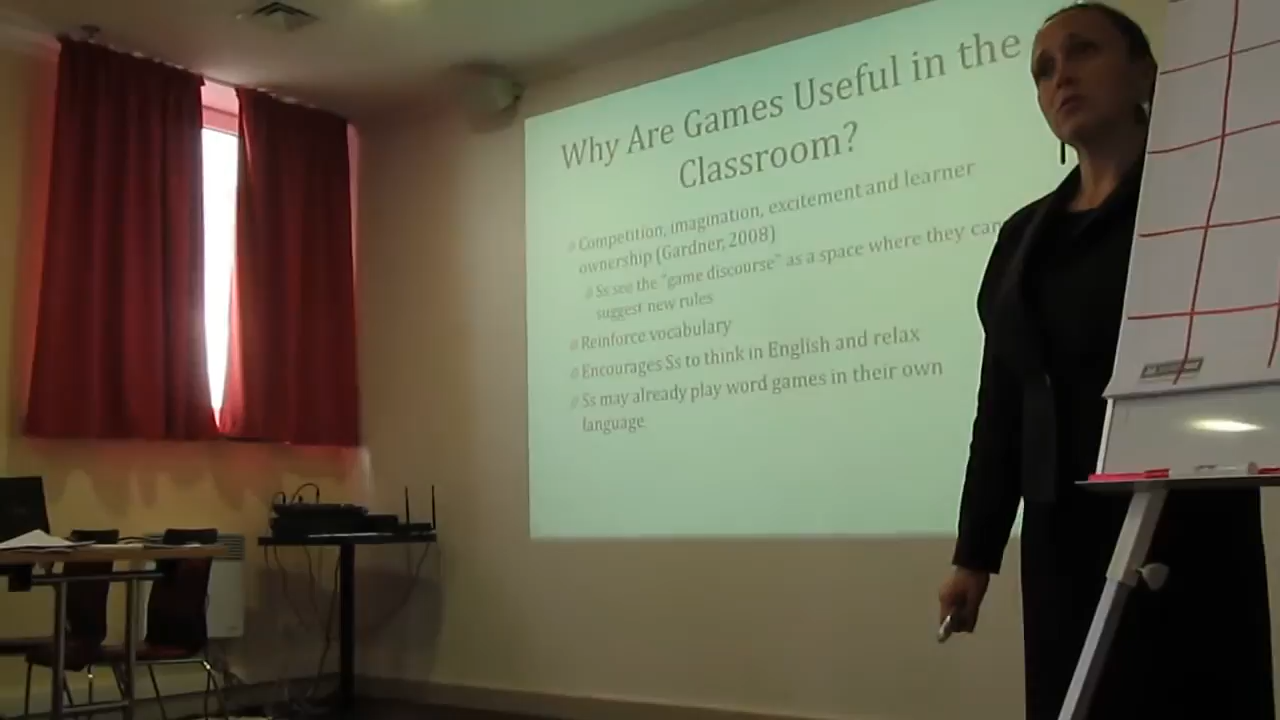 Why Are Games Useful in the
Classroom?
Competition, imagination, excitement and learner
ownership (Gardner, 2008)
Ss see the "game discourse" as a space where they can
suggest new rules
Reinforce vocabulary
Encourages Ss to think in English and relax
Ss may already play word games in their own
language